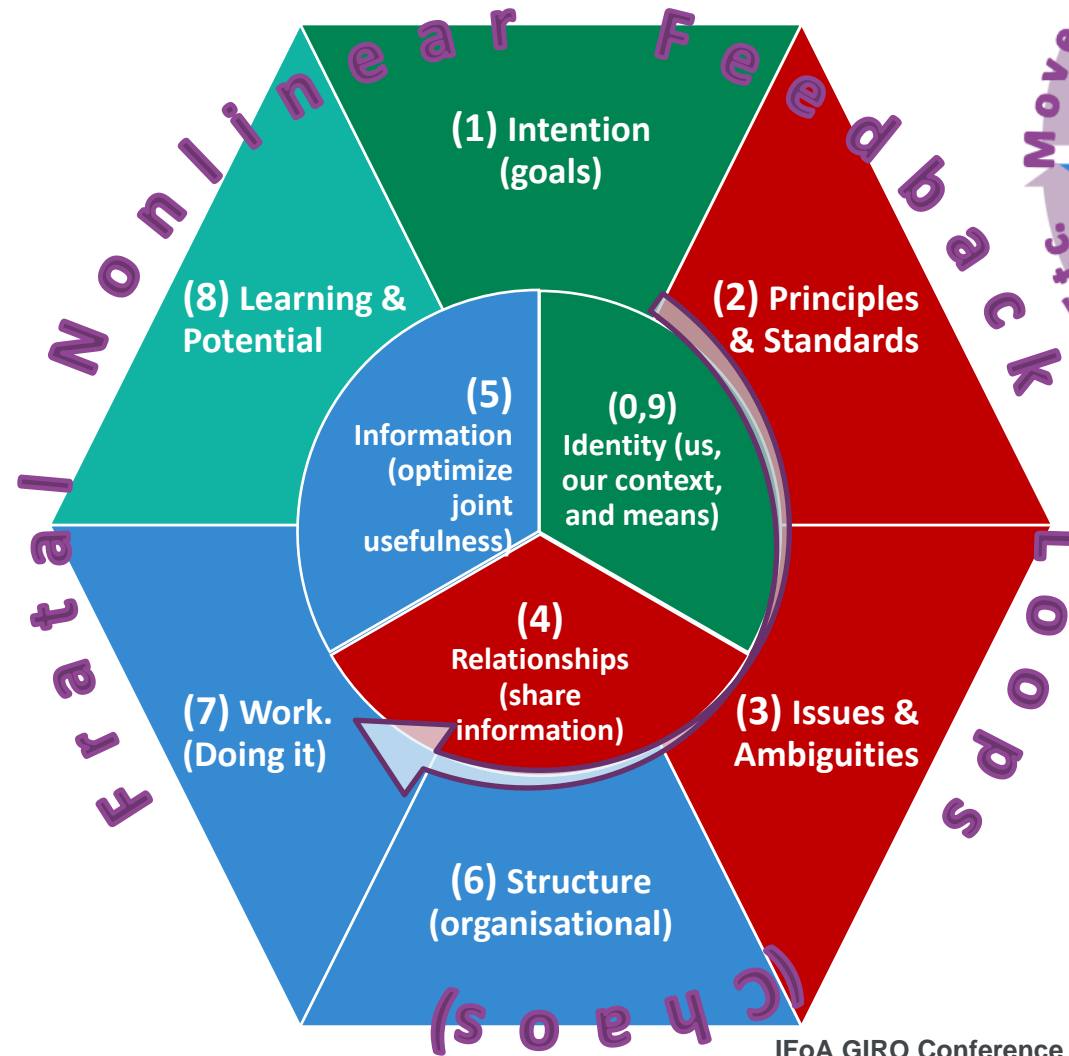 Fractal Nonlinear Feedback Loops
(Chaos)
(1) Intention
(goals)
(2) Principles
& Standards
(8) Learning &
Potential
(5)
Information
(optimize
joint
usefulness)
(0,9)
Identity (us,
our context,
and means)
(4)
Relationships
(share
information)
(3) Issues &
Ambiguities
(7) Work.
(Doing it)
(6) Structure
(organisational)
Move
IFoA GIRO Conference